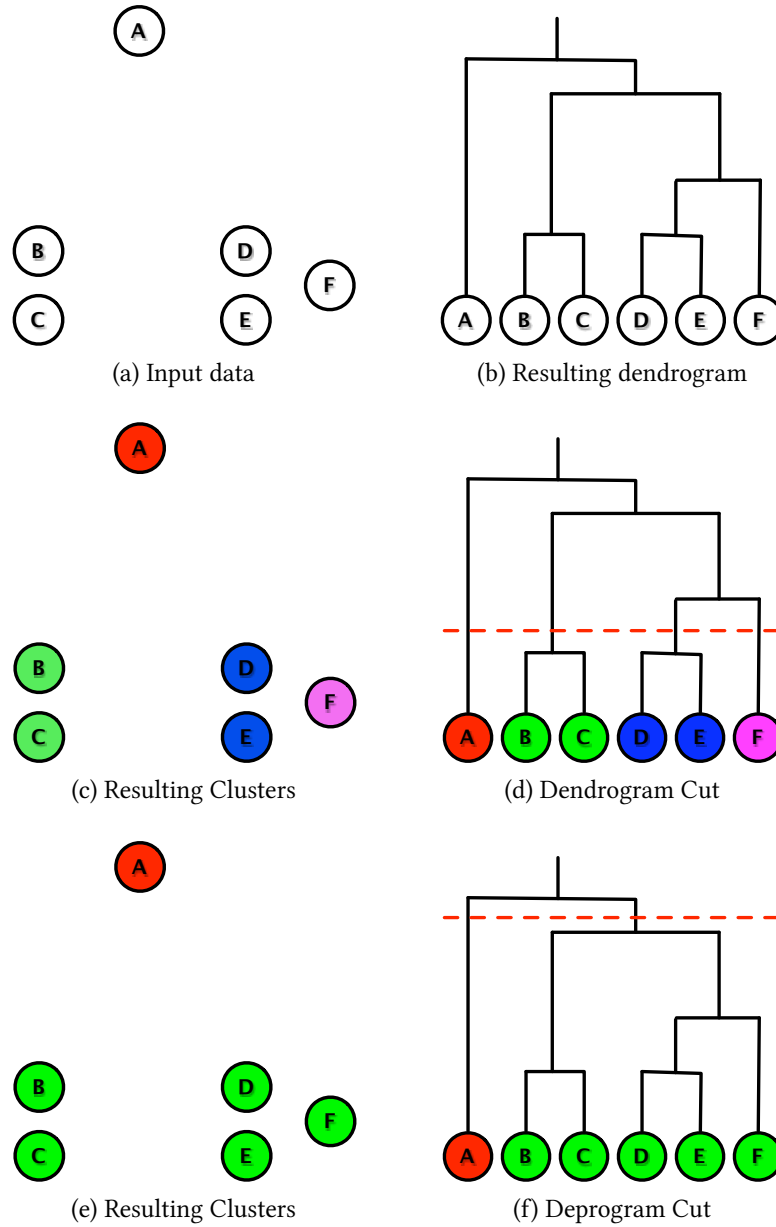 A
B
D
F
C
E
A B C D E F
(a) Input data
(b) Resulting dendrogram
A
B
D
F
C
E
A B C D E F
(c) Resulting Clusters
(d) Dendrogram Cut
A
B
D
F
C
E
A B C D E F
(e) Resulting Clusters
(f) Deprogram Cut